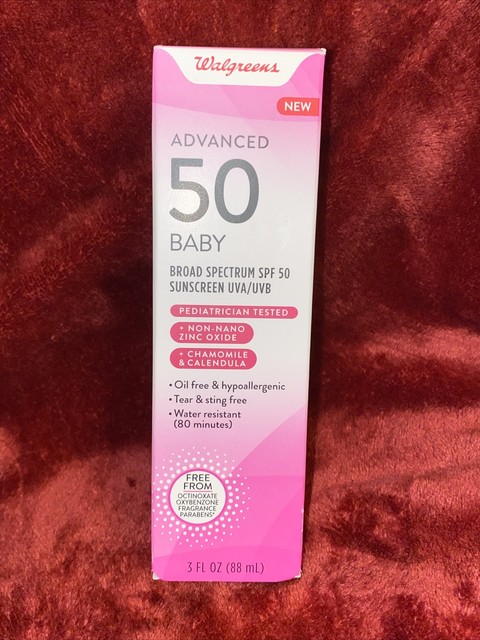 Walgreens
NEW
ADVANCED
50
BABY
BROAD SPECTRUM SPF 50
SUNSCREEN UVA/UVB
PEDIATRICIAN TESTED
+ NON-NANO
ZINC OXIDE
+ CHAMOMILE
& CALENDULA
• Oil free & hypoallergenic
• Tear & sting free
• Water resistant
(80 minutes)
FREE
FROM
OCTINOXATE
OXYBENZONE
FRAGRANCE
PARABENS*
3 FL OZ (88 mL)